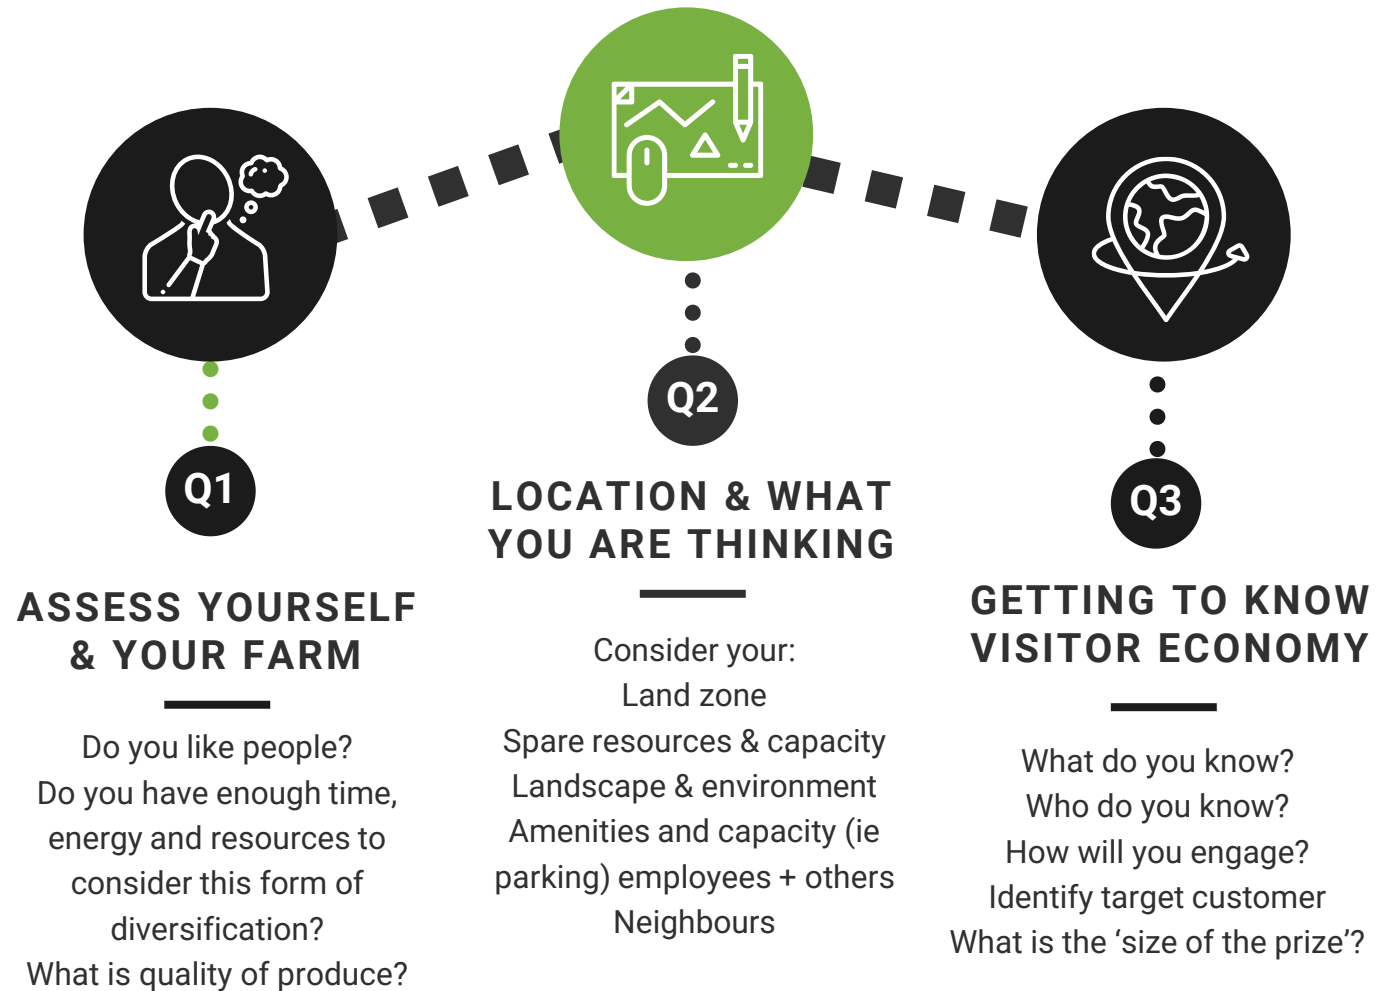 Q1
ASSESS YOURSELF
& YOUR FARM
Do you like people?
Do you have enough time,
energy and resources to
consider this form of
diversification?
What is quality of produce?
Q2
LOCATION & WHAT
YOU ARE THINKING
Consider your:
Land zone
Spare resources & capacity
Landscape & environment
Amenities and capacity (ie
parking) employees + others
Neighbours
Q3
GETTING TO KNOW
VISITOR ECONOMY
What do you know?
Who do you know?
How will you engage?
Identify target customer
What is the ‘size of the prize’?